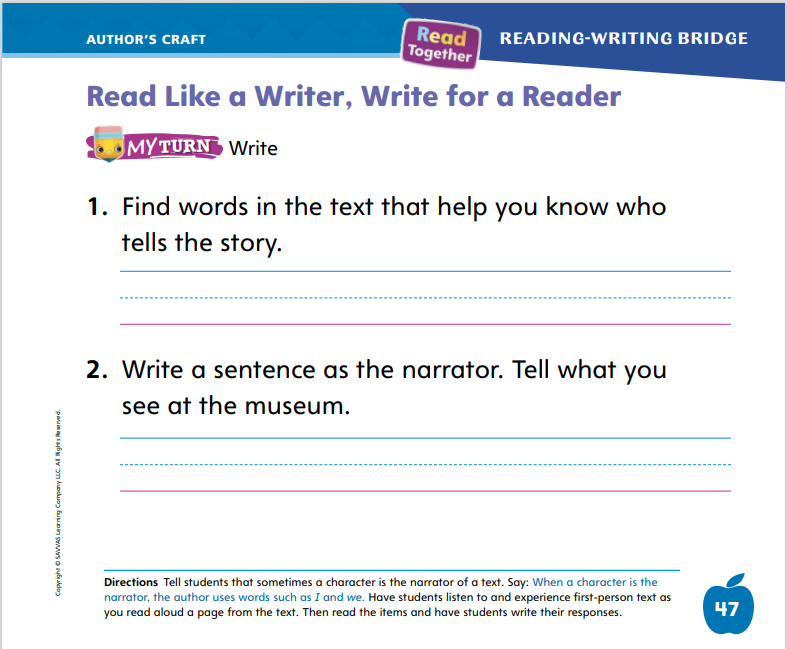 AUTHOR'S CRAFT
Read
Together
READING-WRITING BRIDGE
Read Like a Writer, Write for a Reader
MY TURN Write
1. Find words in the text that help you know who
tells the story.
2. Write a sentence as the narrator. Tell what you
see at the museum.
Copyright © SAVVAS Learning Company LLC. All Rights Reserved.
Directions Tell students that sometimes a character is the narrator of a text. Say: When a character is the
narrator, the author uses words such as I and we. Have students listen to and experience first-person text as
you read aloud a page from the text. Then read the items and have students write their responses.
47